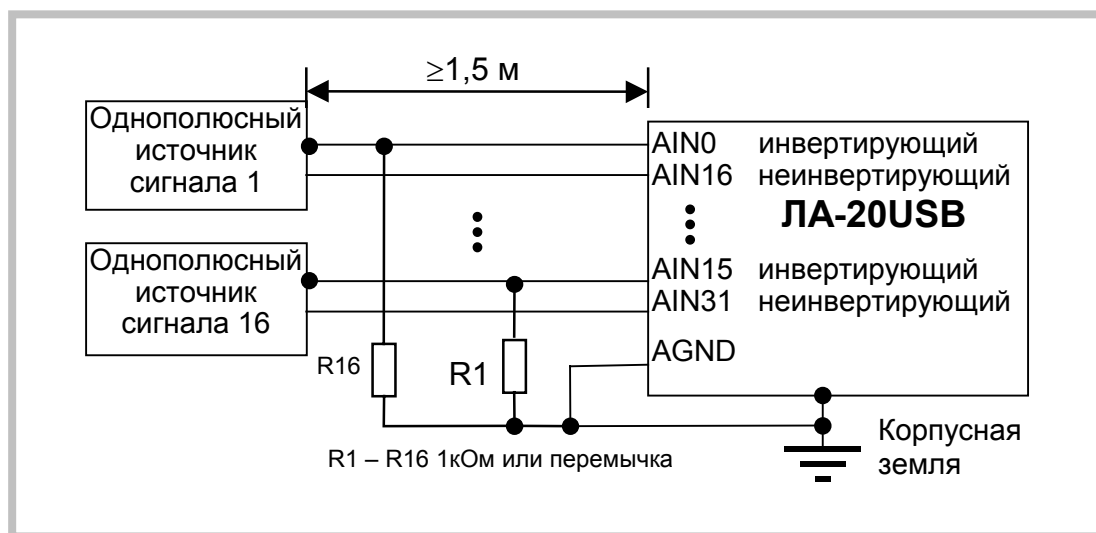 ≥1,5 м
Однополюсный
источник
сигнала 1
AIN0 инвертирующий
AIN16 неинвертирующий
ЛА-20USB
Однополюсный
источник
сигнала 16
AIN15 инвертирующий
AIN31 неинвертирующий
AGND
R16
R1
R1 – R16 1кОм или перемычка
Корпусная
земля